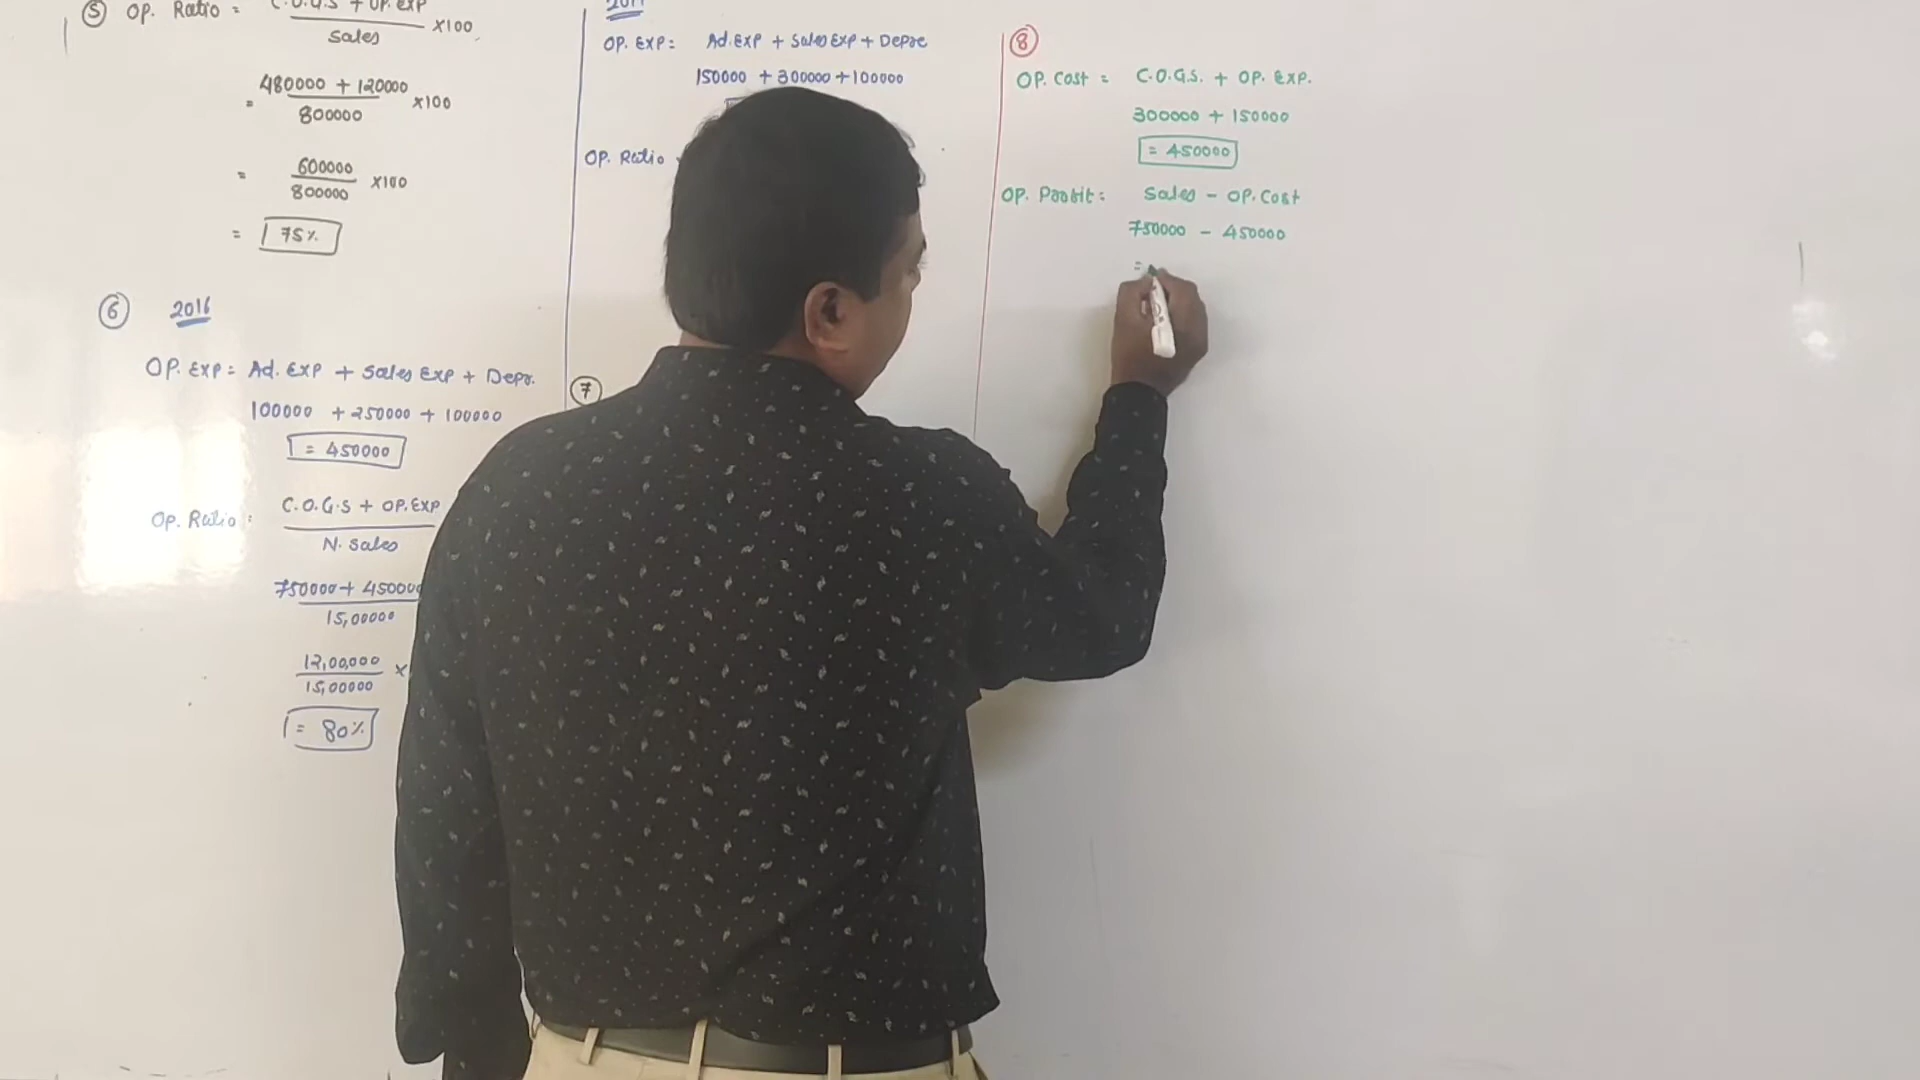 5 OP. Ratio = C.O.G.S + OP. EXP
Sales
×100
480000 + 120000
= 800000 ×100
= 600000
800000 ×100
= 75%
6 2016
OP. EXP = Ad. EXP + Sales EXP + Depr.
100000 + 250000 + 100000
= 450000
OP. Ratio : C.O.G.S + OP.EXP
N. Sales
750000 + 450000
15,00000
12,00,000 ×
15,00000
= 80%
OP. EXP = Ad. EXP + Sales EXP + Depre
150000 + 300000 + 100000
OP. Ratio
7
8
OP. Cost = C.O.G.S. + OP. EXP.
300000 + 150000
= 450000
OP. Profit : Sales - OP. Cost
750000 - 450000
=